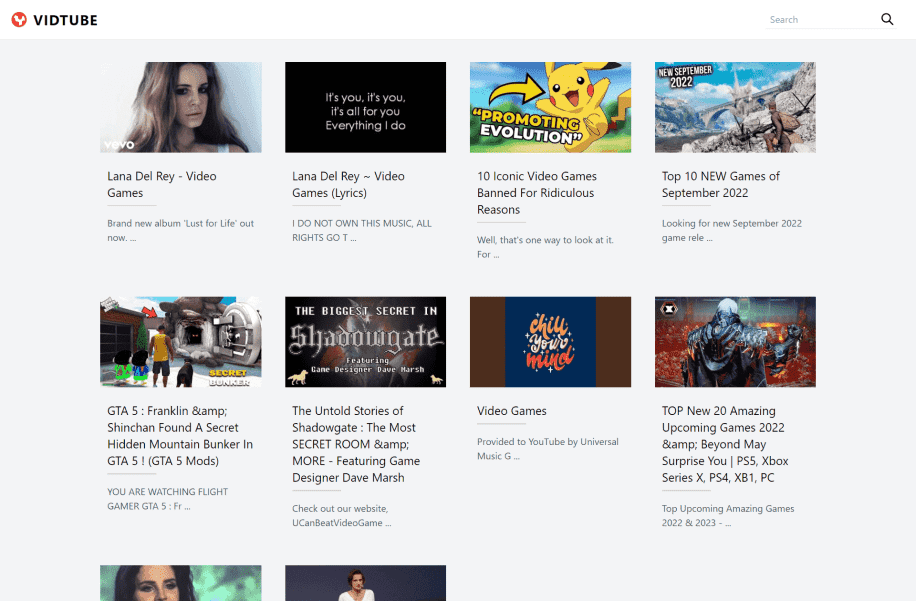 VIDTUBE
Search
vevo
It's you, it's you,
it's all for you
Everything I do
"PROMOTING
EVOLUTION"
NEW SEPTEMBER
2022
Lana Del Rey - Video
Games
Brand new album 'Lust for Life' out
now. ...
Lana Del Rey ~ Video
Games (Lyrics)
I DO NOT OWN THIS MUSIC, ALL
RIGHTS GO T ...
10 Iconic Video Games
Banned For Ridiculous
Reasons
Well, that's one way to look at it.
For ...
Top 10 NEW Games of
September 2022
Looking for new September 2022
game rele ...
SECRET
BUNKER
THE BIGGEST SECRET IN
Shadowgate
Featuring
Game Designer Dave Marsh
chill
Your
mind
GTA 5 : Franklin &amp;
Shinchan Found A Secret
Hidden Mountain Bunker In
GTA 5 ! (GTA 5 Mods)
YOU ARE WATCHING FLIGHT
GAMER GTA 5 : Fr ...
The Untold Stories of
Shadowgate : The Most
SECRET ROOM &amp;
MORE - Featuring Game
Designer Dave Marsh
Check out our website,
UCanBeatVideoGame ...
Video Games
Provided to YouTube by Universal
Music G ...
TOP New 20 Amazing
Upcoming Games 2022
&amp; Beyond May
Surprise You | PS5, Xbox
Series X, PS4, XB1, PC
Top Upcoming Amazing Games
2022 & 2023 - ...